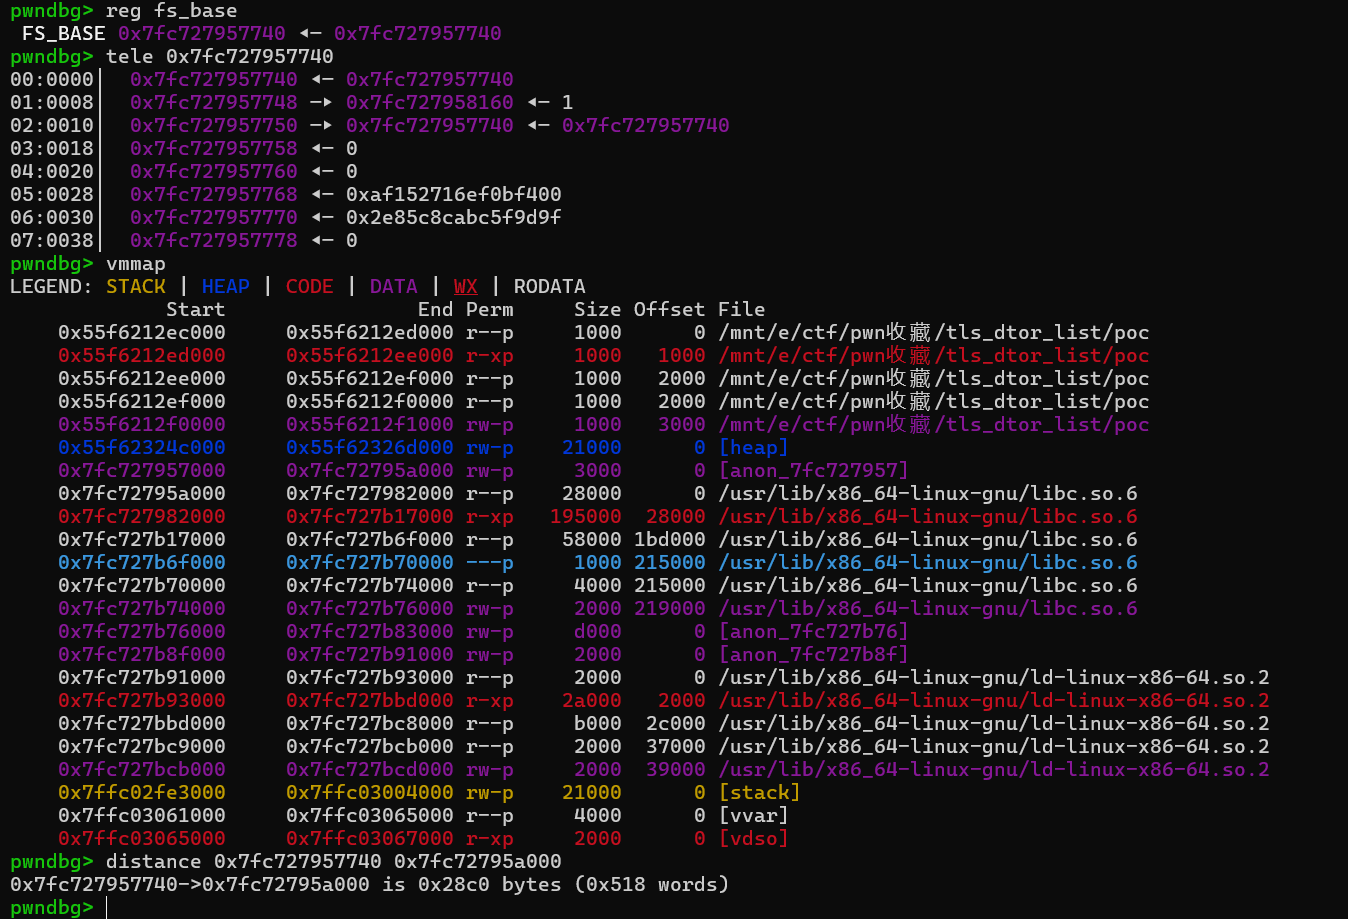 pwndbg> reg fs_base
FS_BASE 0x7fc727957740 ◂— 0x7fc727957740
pwndbg> tele 0x7fc727957740
00:0000│  0x7fc727957740 ◂— 0x7fc727957740
01:0008│  0x7fc727957748 —▸ 0x7fc727958160 ◂— 1
02:0010│  0x7fc727957750 —▸ 0x7fc727957740 ◂— 0x7fc727957740
03:0018│  0x7fc727957758 ◂— 0
04:0020│  0x7fc727957760 ◂— 0
05:0028│  0x7fc727957768 ◂— 0xaf152716ef0bf400
06:0030│  0x7fc727957770 ◂— 0x2e85c8cabc5f9d9f
07:0038│  0x7fc727957778 ◂— 0
pwndbg> vmmap
LEGEND: STACK | HEAP | CODE | DATA | WX | RODATA
Start End Perm Size Offset File
0x55f6212ec000 0x55f6212ed000 r--p 1000 0 /mnt/e/ctf/pwn收藏/tls_dtor_list/poc
0x55f6212ed000 0x55f6212ee000 r-xp 1000 1000 /mnt/e/ctf/pwn收藏/tls_dtor_list/poc
0x55f6212ee000 0x55f6212ef000 r--p 1000 2000 /mnt/e/ctf/pwn收藏/tls_dtor_list/poc
0x55f6212ef000 0x55f6212f0000 r--p 1000 2000 /mnt/e/ctf/pwn收藏/tls_dtor_list/poc
0x55f6212f0000 0x55f6212f1000 rw-p 1000 3000 /mnt/e/ctf/pwn收藏/tls_dtor_list/poc
0x55f62324c000 0x55f62326d000 rw-p 21000 0 [heap]
0x7fc727957000 0x7fc72795a000 rw-p 3000 0 [anon_7fc727957]
0x7fc72795a000 0x7fc727982000 r--p 28000 0 /usr/lib/x86_64-linux-gnu/libc.so.6
0x7fc727982000 0x7fc727b17000 r-xp 195000 28000 /usr/lib/x86_64-linux-gnu/libc.so.6
0x7fc727b17000 0x7fc727b6f000 r--p 58000 1bd000 /usr/lib/x86_64-linux-gnu/libc.so.6
0x7fc727b6f000 0x7fc727b70000 ---p 1000 215000 /usr/lib/x86_64-linux-gnu/libc.so.6
0x7fc727b70000 0x7fc727b74000 r--p 4000 215000 /usr/lib/x86_64-linux-gnu/libc.so.6
0x7fc727b74000 0x7fc727b76000 rw-p 2000 219000 /usr/lib/x86_64-linux-gnu/libc.so.6
0x7fc727b76000 0x7fc727b83000 rw-p d000 0 [anon_7fc727b76]
0x7fc727b8f000 0x7fc727b91000 rw-p 2000 0 [anon_7fc727b8f]
0x7fc727b91000 0x7fc727b93000 r--p 2000 0 /usr/lib/x86_64-linux-gnu/ld-linux-x86-64.so.2
0x7fc727b93000 0x7fc727bbd000 r-xp 2a000 2000 /usr/lib/x86_64-linux-gnu/ld-linux-x86-64.so.2
0x7fc727bbd000 0x7fc727bc8000 r--p b000 2c000 /usr/lib/x86_64-linux-gnu/ld-linux-x86-64.so.2
0x7fc727bc9000 0x7fc727bcb000 r--p 2000 37000 /usr/lib/x86_64-linux-gnu/ld-linux-x86-64.so.2
0x7fc727bcb000 0x7fc727bcd000 rw-p 2000 39000 /usr/lib/x86_64-linux-gnu/ld-linux-x86-64.so.2
0x7ffc02fe3000 0x7ffc03004000 rw-p 21000 0 [stack]
0x7ffc03061000 0x7ffc03065000 r--p 4000 0 [vvar]
0x7ffc03065000 0x7ffc03067000 r-xp 2000 0 [vdso]
pwndbg> distance 0x7fc727957740 0x7fc72795a000
0x7fc727957740->0x7fc72795a000 is 0x28c0 bytes (0x518 words)
pwndbg>